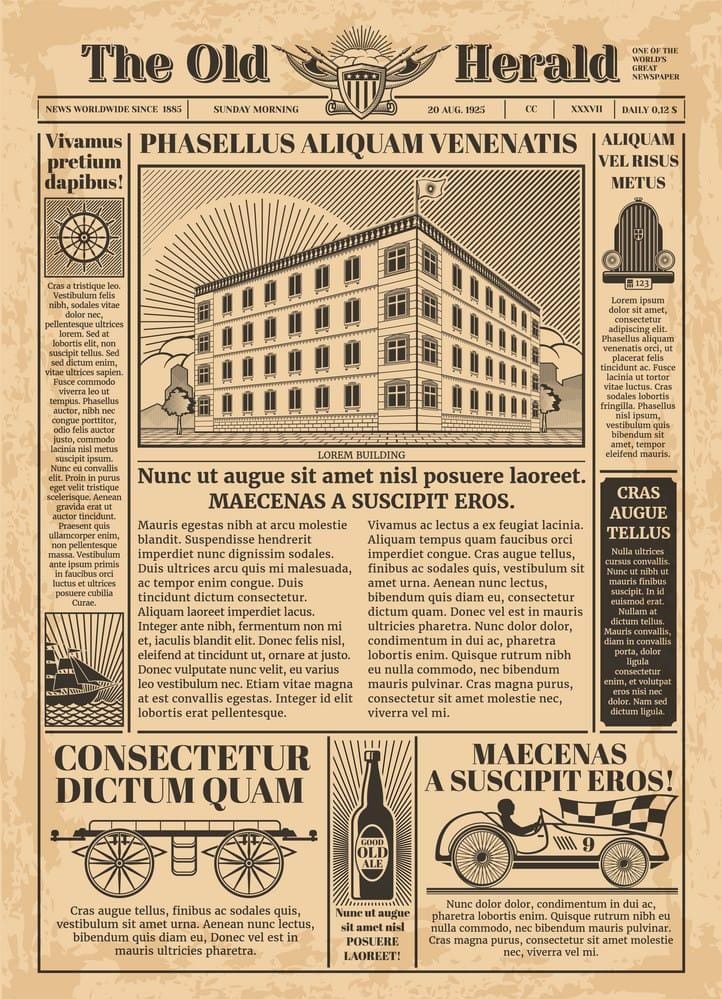 The Old Herald
ONE OF THE
WORLD'S
GREAT
NEWSPAPER
NEWS WORLDWIDE SINCE 1885
SUNDAY MORNING
20 AUG. 1925
CC
XXXVII
DAILY 0,12 $
Vivamus
pretium
dapibus!
Cras a tristique leo.
Vestibulum felis
nibh, sodales vitae
dolor nec,
pellentesque ultrices
lorem. Sed at
lobortis elit, non
suscipit tellus. Sed
sed dictum enim,
vitae ultrices sapien.
Fusce commodo
viverra leo ut
tempus. Phasellus
auctor, nibh nec
congue porttitor,
odio felis auctor
justo, commodo
lacinia nisl metus
suscipit ipsum.
Nunc eu convallis
elit. Proin in purus
eget velit tristique
scelerisque. Aenean
gravida erat ut
auctor tincidunt.
Praesent quis
ullamcorper enim,
non pellentesque
massa. Vestibulum
ante ipsum primis
in faucibus orci
luctus et ultrices
posuere cubilia
Curae.
PHASELLUS ALIQUAM VENENATIS
LOREM BUILDING
Nunc ut augue sit amet nisl posuere laoreet.
MAECENAS A SUSCIPIT EROS.
Mauris egestas nibh at arcu molestie
blandit. Suspendisse hendrerit
imperdiet nunc dignissim sodales.
Duis ultrices arcu quis mi malesuada,
ac tempor enim congue. Duis
tincidunt dictum consectetur.
Aliquam laoreet imperdiet lacus.
Integer ante nibh, fermentum non mi
et, iaculis blandit elit. Donec felis nisl,
eleifend at tincidunt ut, ornare at justo.
Donec vulputate nunc velit, eu varius
leo vestibulum nec. Etiam vitae magna
at est convallis egestas. Integer id elit
lobortis erat pellentesque.
Vivamus ac lectus a ex feugiat lacinia.
Aliquam tempus quam faucibus orci
imperdiet congue. Cras augue tellus,
finibus ac sodales quis, vestibulum sit
amet urna. Aenean nunc lectus,
bibendum quis diam eu, consectetur
dictum quam. Donec vel est in mauris
ultricies pharetra. Nunc dolor dolor,
condimentum in dui ac, pharetra
lobortis enim. Quisque rutrum nibh
eu nulla commodo, nec bibendum
mauris pulvinar. Cras magna purus,
consectetur sit amet molestie nec,
viverra vel mi.
ALIQUAM
VEL RISUS
METUS
123
Lorem ipsum
dolor sit amet,
consectetur
adipiscing elit.
Phasellus aliquam
venenatis orci, ut
placerat felis
tincidunt ac. Fusce
lacinia ut tortor
vitae luctus. Cras
sodales lobortis
fringilla. Phasellus
nisl ipsum,
vestibulum quis
bibendum sit
amet, tempor
eleifend mauris.
CRAS
AUGUE
TELLUS
Nulla ultrices
cursus convallis.
Nunc ut nibh ut
mauris finibus
suscipit. In id
euismod erat.
Nullam at
dictum tellus.
Mauris convallis,
diam in convallis
porta, dolor
ligula
consectetur
enim, et volutpat
eros nisi nec
dolor. Nam sed
dictum ligula.
CONSECTETUR
DICTUM QUAM
Cras augue tellus, finibus ac sodales quis,
vestibulum sit amet urna. Aenean nunc lectus,
bibendum quis diam eu, Donec vel est in
mauris ultricies pharetra.
GOOD
OLD
ALE
Nunc ut augue
sit amet nisl
POSUERE
LAOREET!
MAECENAS
A SUSCIPIT EROS!
9
Nunc dolor dolor, condimentum in dui ac,
pharetra lobortis enim. Quisque rutrum nibh eu
nulla commodo, nec bibendum mauris pulvinar.
Cras magna purus, consectetur sit amet molestie
nec, viverra vel mi.